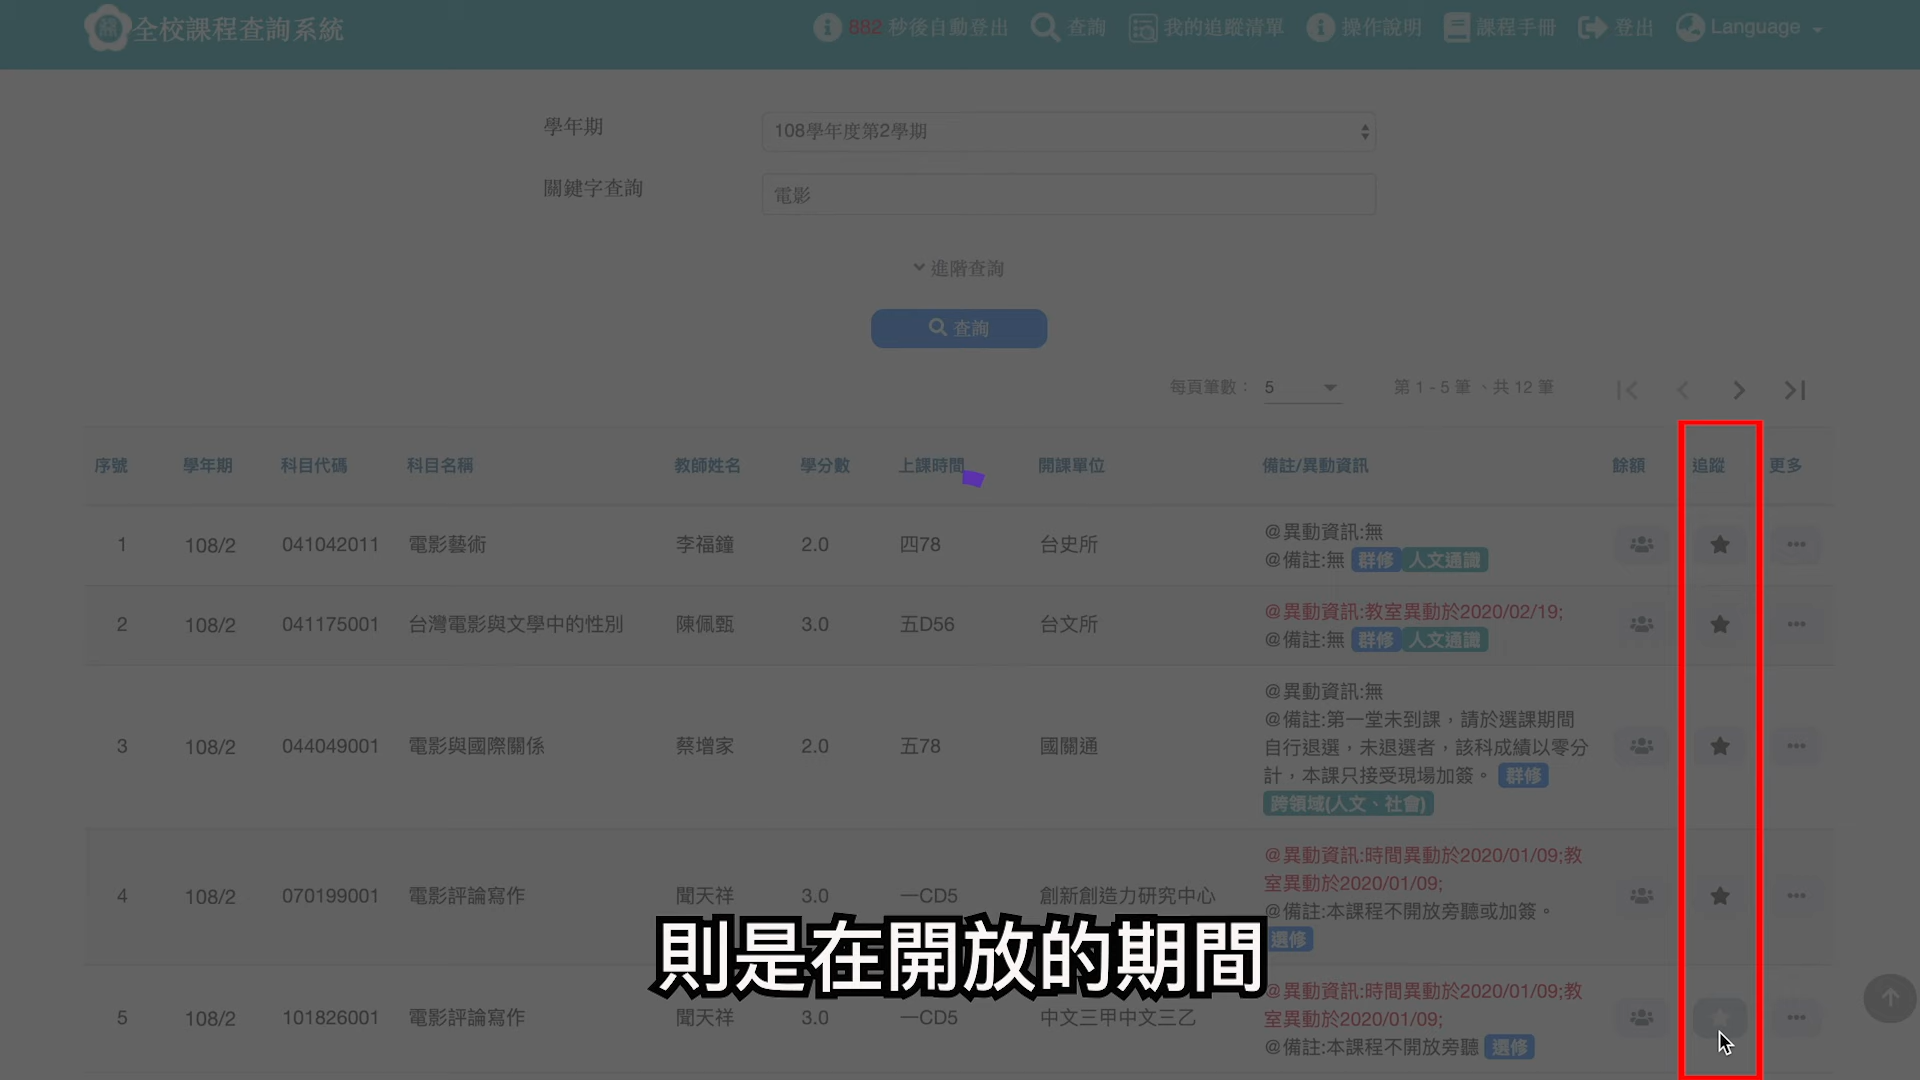 全校課程查詢系統
882 秒後自動登出
查詢
我的追蹤清單
操作說明
課程手冊
登出
Language
學年期
108學年度第2學期
關鍵字查詢
電影
進階查詢
查詢
每頁筆數： 5
第 1 - 5 筆 、共 12 筆
序號 學年期 科目代碼 科目名稱 教師姓名 學分數 上課時間 開課單位 備註/異動資訊 餘額 追蹤 更多
1 108/2 041042011 電影藝術 李福鐘 2.0 四78 台史所
@異動資訊:無
@備註:無 群修 人文通識
2 108/2 041175001 台灣電影與文學中的性別 陳佩甄 3.0 五D56 台文所
@異動資訊:教室異動於2020/02/19;
@備註:無 群修 人文通識
3 108/2 044049001 電影與國際關係 蔡增家 2.0 五78 國關通
@異動資訊:無
@備註:第一堂未到課，請於選課期間
自行退選，未退選者，該科成績以零分
計，本課只接受現場加簽。 群修
跨領域(人文、社會)
4 108/2 070199001 電影評論寫作 聞天祥 3.0 一CD5 創新創造力研究中心
@異動資訊:時間異動於2020/01/09;教
室異動於2020/01/09;
@備註:本課程不開放旁聽或加簽。
選修
5 108/2 101826001 電影評論寫作 聞天祥 3.0 一CD5 中文三甲中文三乙
@異動資訊:時間異動於2020/01/09;教
室異動於2020/01/09;
@備註:本課程不開放旁聽 選修
則是在開放的期間